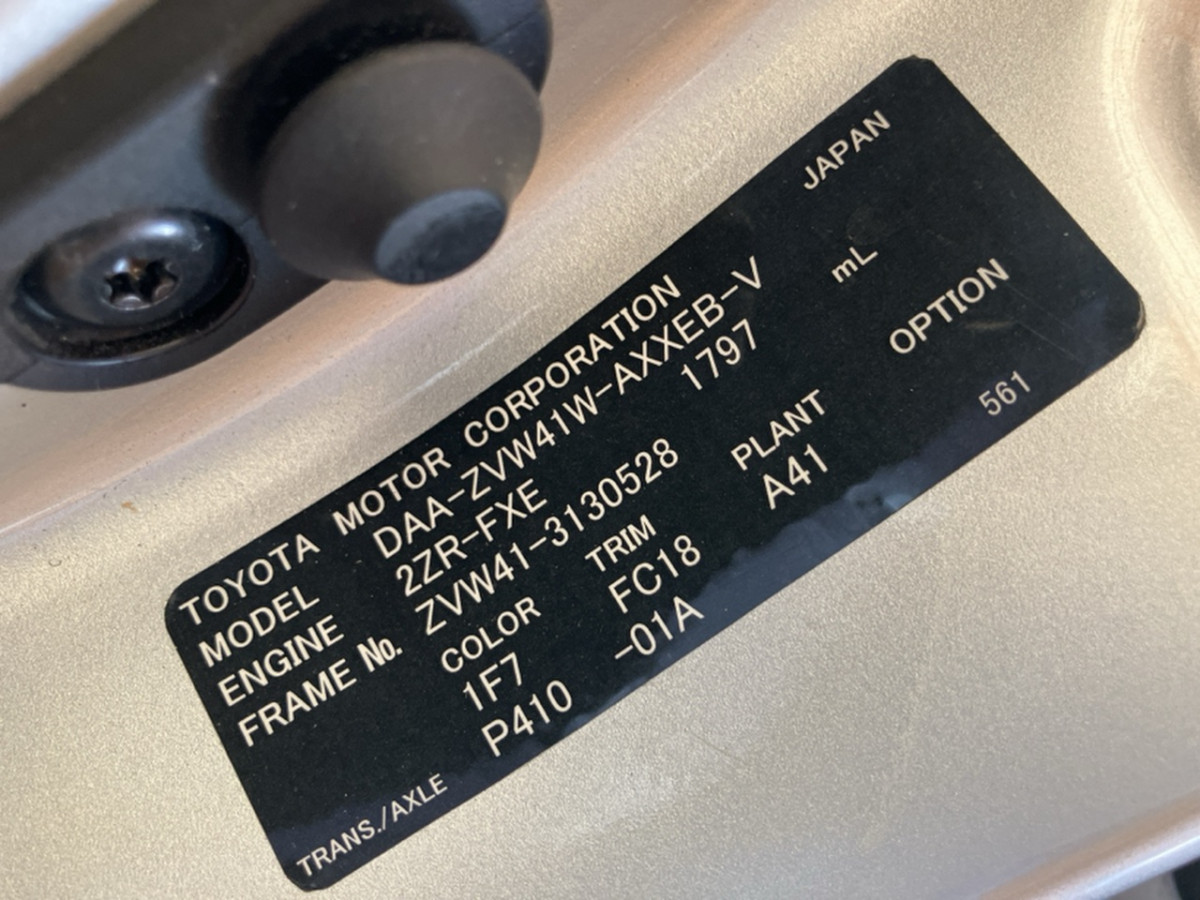 TOYOTA MOTOR CORPORATION JAPAN
MODEL DAA-ZVW41W-AXXEB-V
ENGINE 2ZR-FXE 1797 mL
FRAME No. ZVW41-3130528
COLOR TRIM PLANT OPTION
1F7 FC18 A41
TRANS./AXLE P410 -01A 561